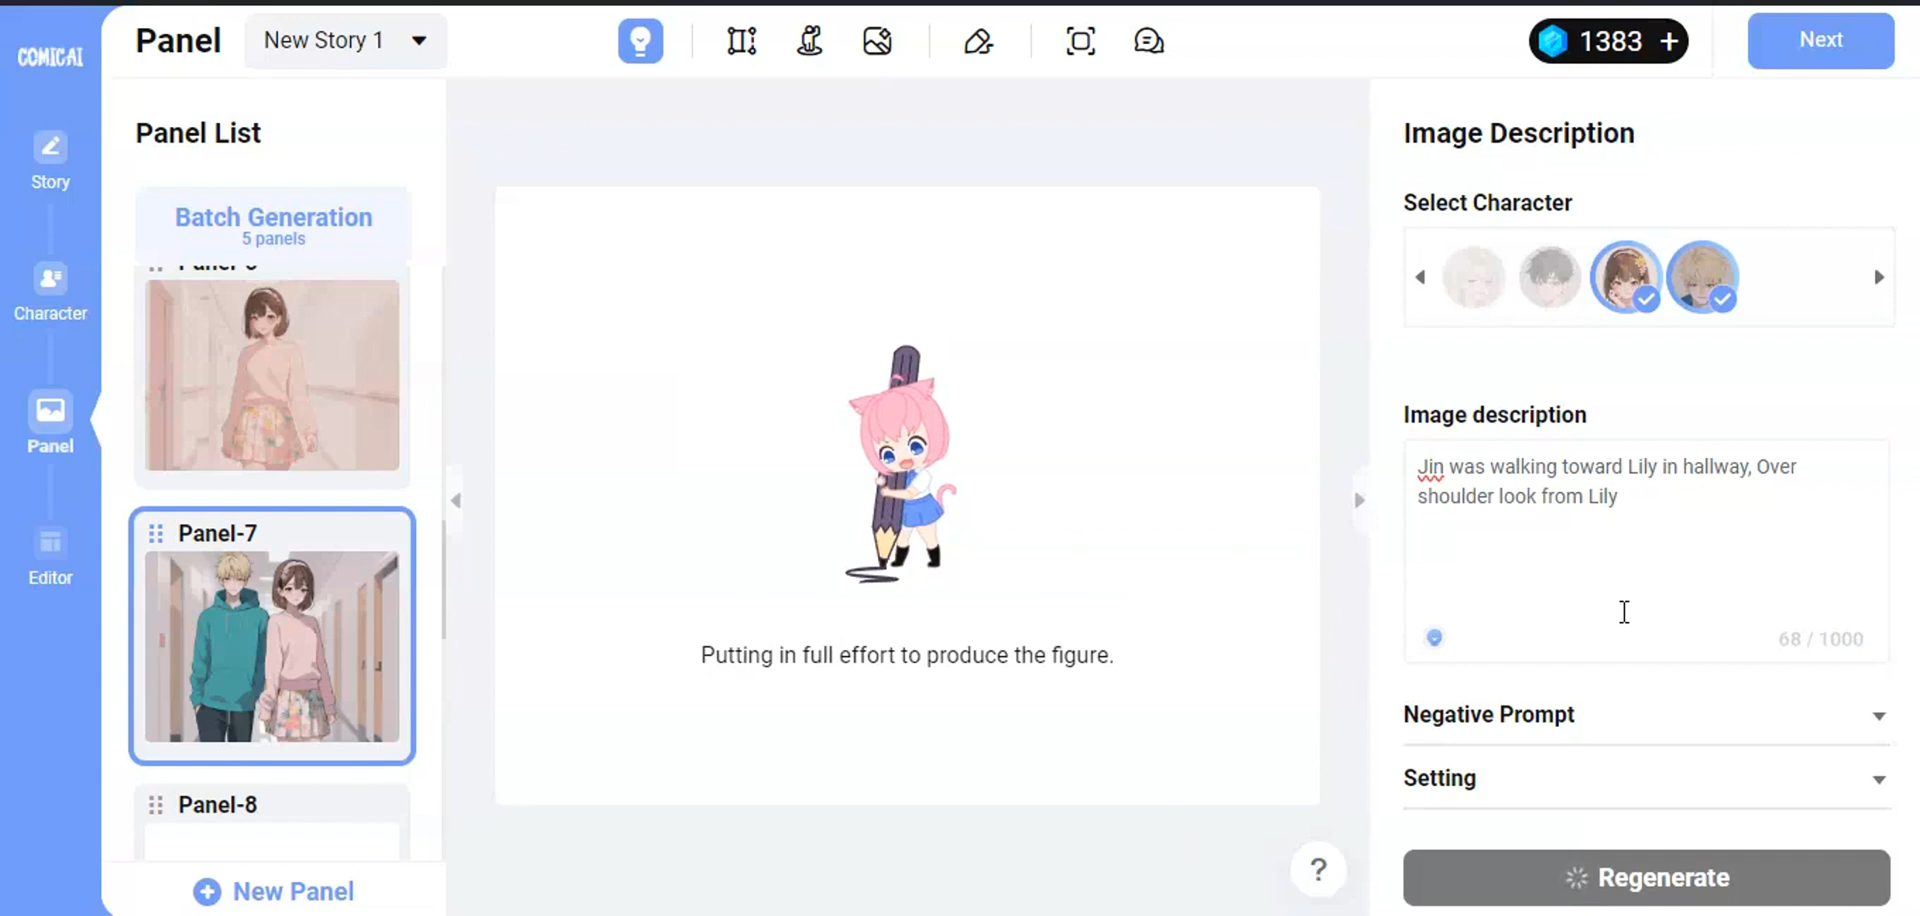 COMICAI
Panel
New Story 1
1383 +
Next
Story
Character
Panel
Editor
Panel List
Batch Generation
5 panels
Panel-7
Panel-8
New Panel
Putting in full effort to produce the figure.
?
Image Description
Select Character
Image description
Jin was walking toward Lily in hallway, Over
shoulder look from Lily
68 / 1000
Negative Prompt
Setting
Regenerate